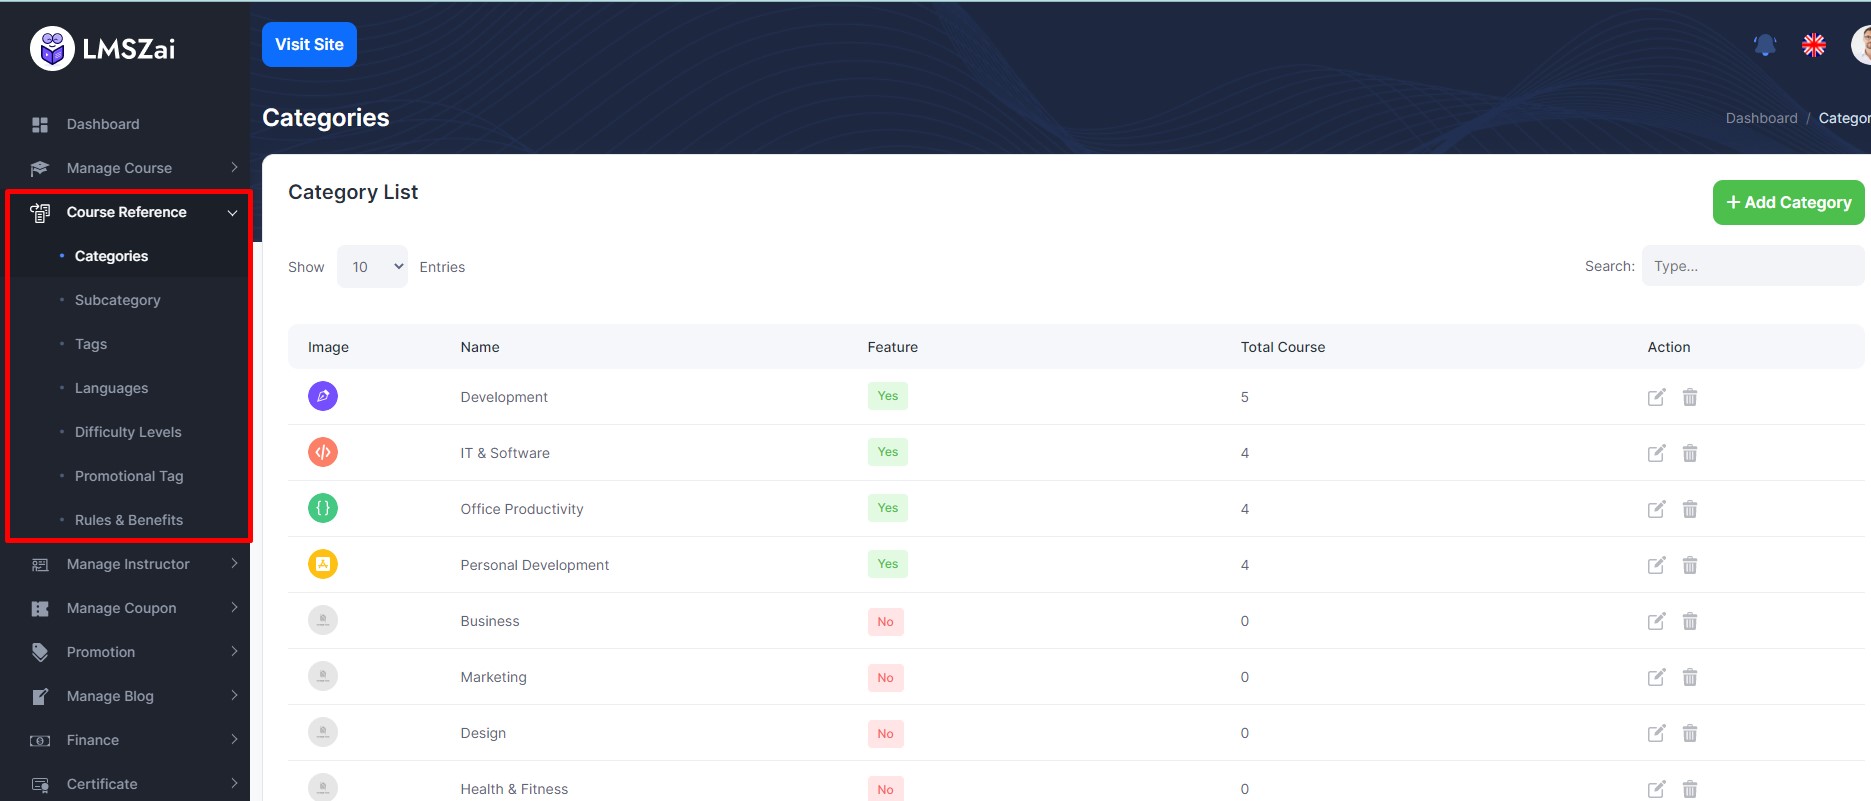 LMSZai
Visit Site
Dashboard
Categories
Dashboard / Categor
Manage Course
Course Reference
Categories
Subcategory
Tags
Languages
Difficulty Levels
Promotional Tag
Rules & Benefits
Manage Instructor
Manage Coupon
Promotion
Manage Blog
Finance
Certificate
Category List
+ Add Category
Show 10 Entries
Search: Type...
Image Name Feature Total Course Action
Development Yes 5
IT & Software Yes 4
Office Productivity Yes 4
Personal Development Yes 4
Business No 0
Marketing No 0
Design No 0
Health & Fitness No 0